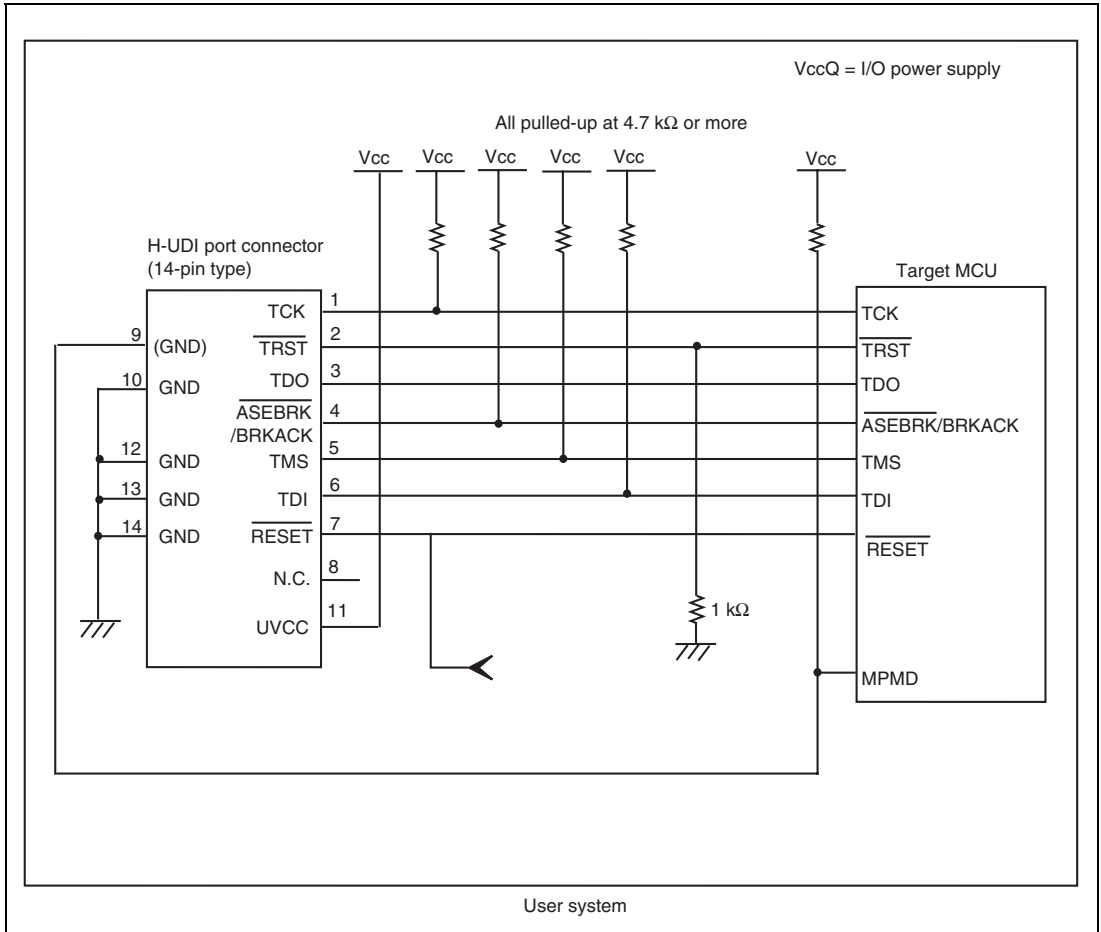 VccQ = I/O power supply
All pulled-up at 4.7 kΩ or more
Vcc Vcc Vcc Vcc Vcc Vcc
H-UDI port connector
(14-pin type)
Target MCU
TCK 1 TCK
9 (GND) TRST 2 TRST
10 GND TDO 3 TDO
ASEBRK
/BRKACK 4 ASEBRK/BRKACK
12 GND TMS 5 TMS
13 GND TDI 6 TDI
14 GND RESET 7 RESET
N.C. 8
1 kΩ
UVCC 11
MPMD
User system